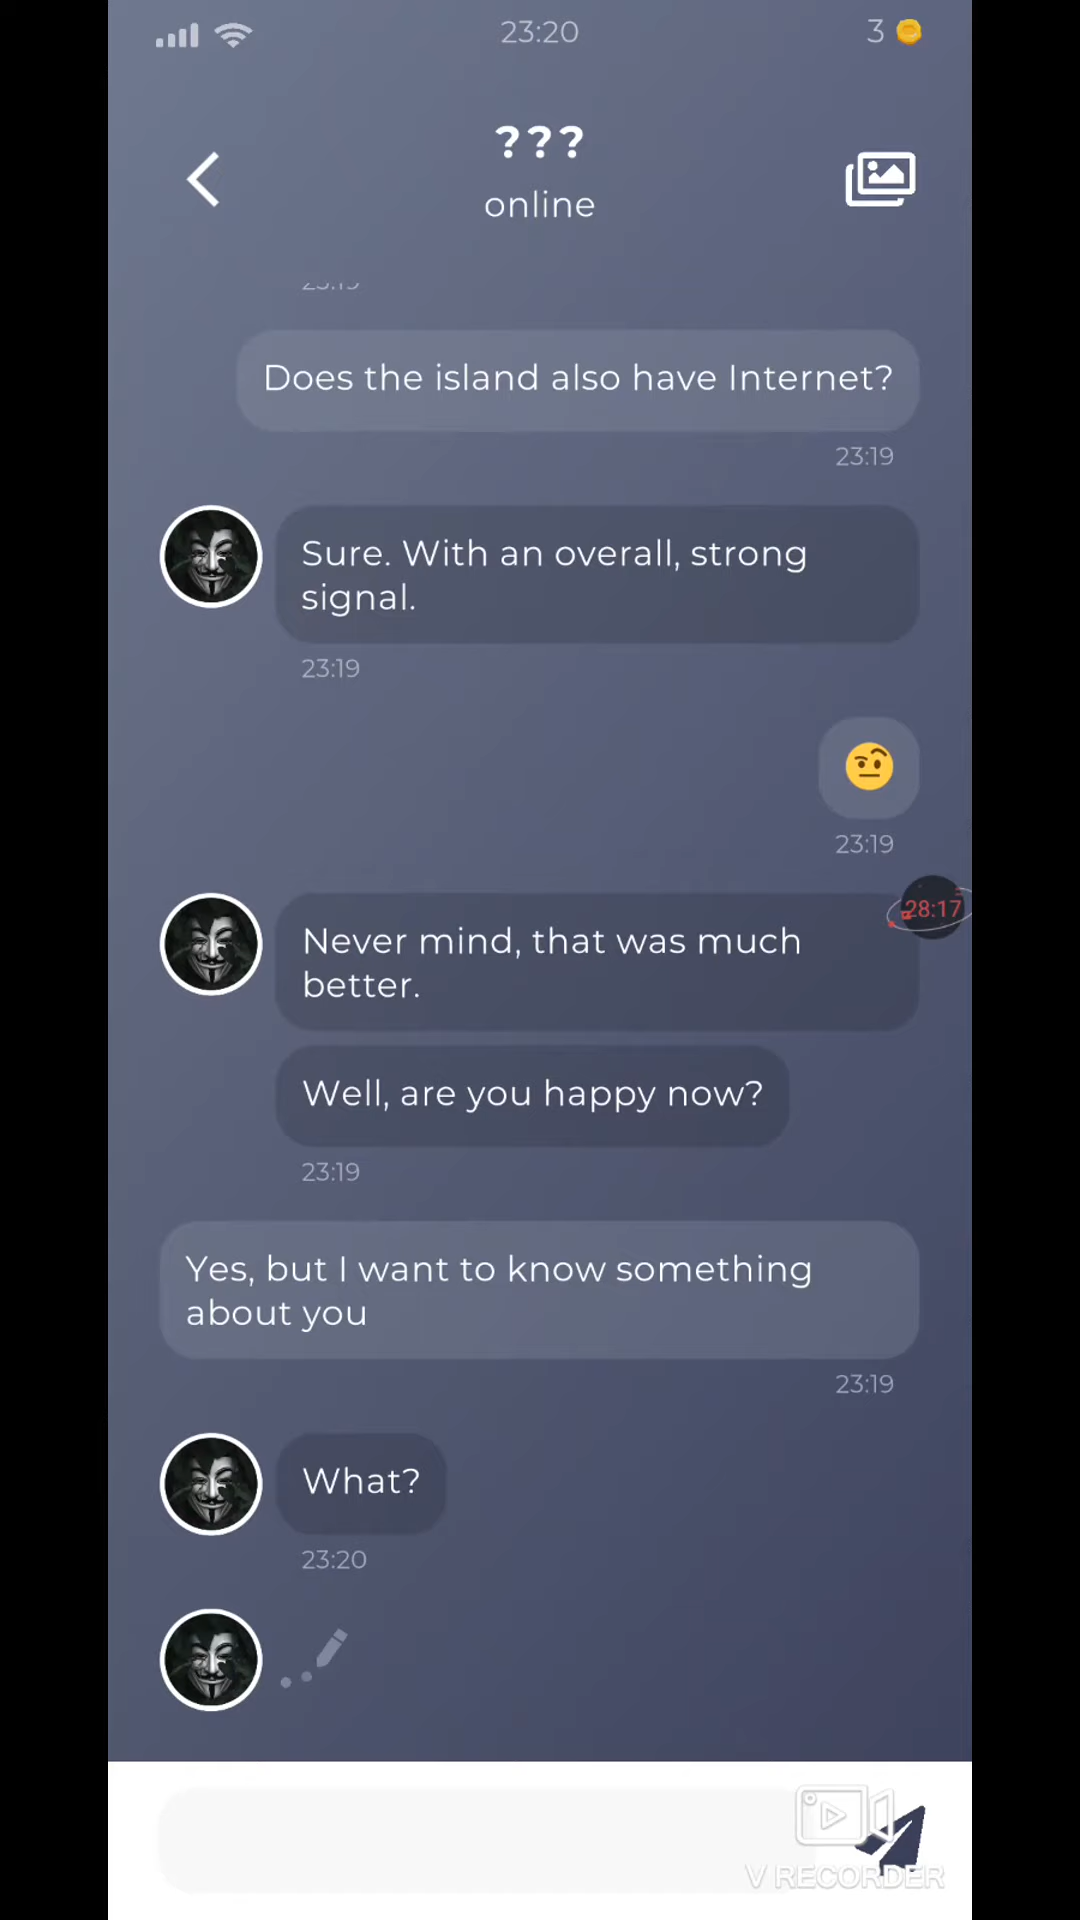 23:20
3
???
online
23:19
Does the island also have Internet?
23:19
Sure. With an overall, strong
signal.
23:19
23:19
28:17
Never mind, that was much
better.
Well, are you happy now?
23:19
Yes, but I want to know something
about you
23:19
What?
23:20
V RECORDER